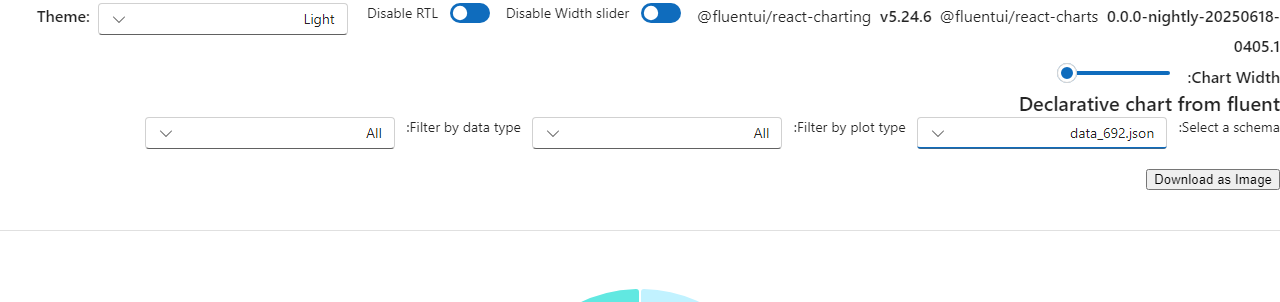 Theme: Light Disable RTL Disable Width slider @fluentui/react-charting v5.24.6 @fluentui/react-charts 0.0.0-nightly-20250618-
0405.1
:Chart Width
Declarative chart from fluent
:Select a schema data_692.json :Filter by plot type All :Filter by data type All
Download as Image